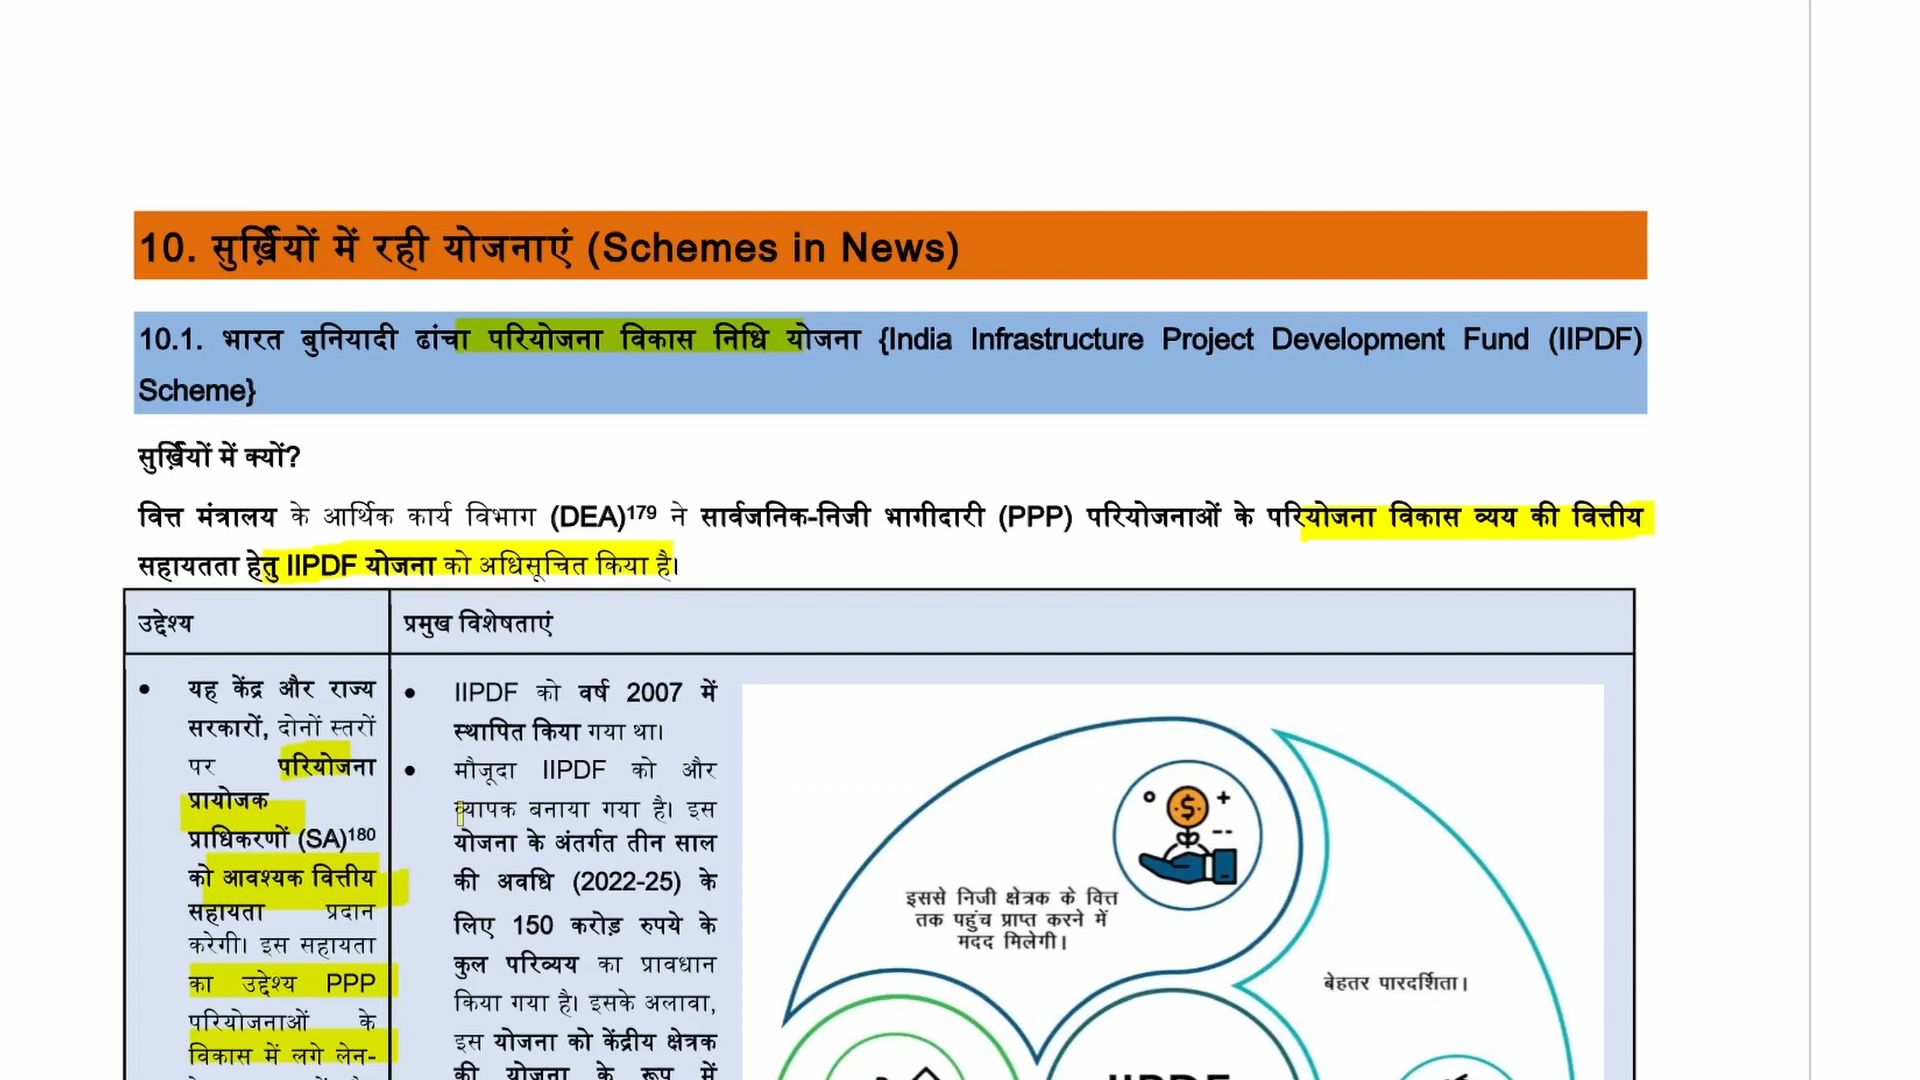 10. सुर्ख़ियों में रही योजनाएं (Schemes in News)
10.1. भारत बुनियादी ढांचा परियोजना विकास निधि योजना {India Infrastructure Project Development Fund (IIPDF)
Scheme}
सुर्ख़ियों में क्यों?
वित्त मंत्रालय के आर्थिक कार्य विभाग (DEA)179 ने सार्वजनिक-निजी भागीदारी (PPP) परियोजनाओं के परियोजना विकास व्यय की वित्तीय
सहायतता हेतु IIPDF योजना को अधिसूचित किया है।
उद्देश्य
प्रमुख विशेषताएं
• यह केंद्र और राज्य
सरकारों, दोनों स्तरों
पर परियोजना
प्रायोजक
प्राधिकरणों (SA)180
को आवश्यक वित्तीय
सहायता प्रदान
करेगी। इस सहायता
का उद्देश्य PPP
परियोजनाओं के
विकास में लगे लेन-
• IIPDF को वर्ष 2007 में
स्थापित किया गया था।
• मौजूदा IIPDF को और
व्यापक बनाया गया है। इस
योजना के अंतर्गत तीन साल
की अवधि (2022-25) के
लिए 150 करोड़ रुपये के
कुल परिव्यय का प्रावधान
किया गया है। इसके अलावा,
इस योजना को केंद्रीय क्षेत्रक
की योजना के रूप में
इससे निजी क्षेत्रक के वित्त
तक पहुंच प्राप्त करने में
मदद मिलेगी।
बेहतर पारदर्शिता।
IIPDF